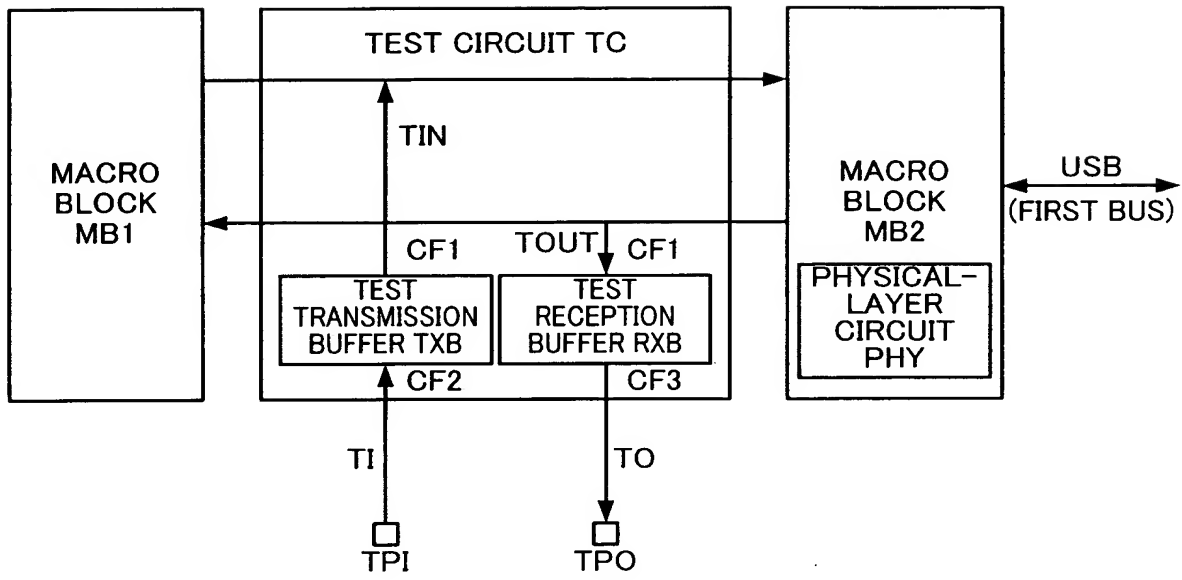 TEST CIRCUIT TC
TIN
MACRO
BLOCK
MB1
MACRO
BLOCK
MB2
USB
(FIRST BUS)
TOUT
CF1
CF1
TEST
TRANSMISSION
BUFFER TXB
TEST
RECEPTION
BUFFER RXB
PHYSICAL-
LAYER
CIRCUIT
PHY
CF2
CF3
TI
TO
TPI
TPO